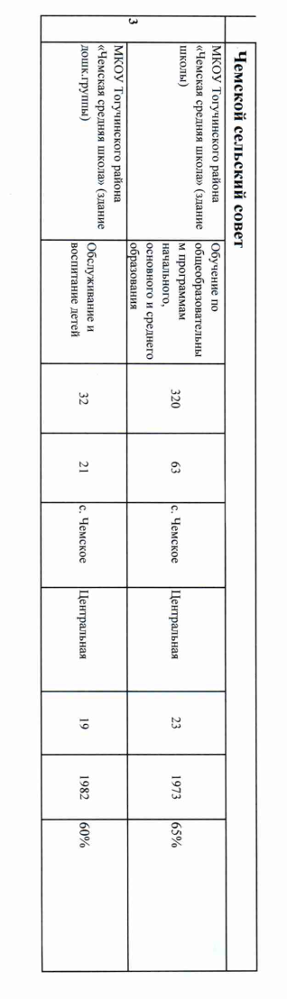 Чемской сельский совет
3
МКОУ Тогучинского района
«Чемская средняя школа» (здание
школы)
Обучение по
общеобразовательны
м программам
начального,
основного и среднего
образования
320
63
с. Чемское
Центральная
23
1973
65%
МКОУ Тогучинского района
«Чемская средняя школа» (здание
дошк.группы)
Обслуживание и
воспитание детей
32
21
с. Чемское
Центральная
19
1982
60%